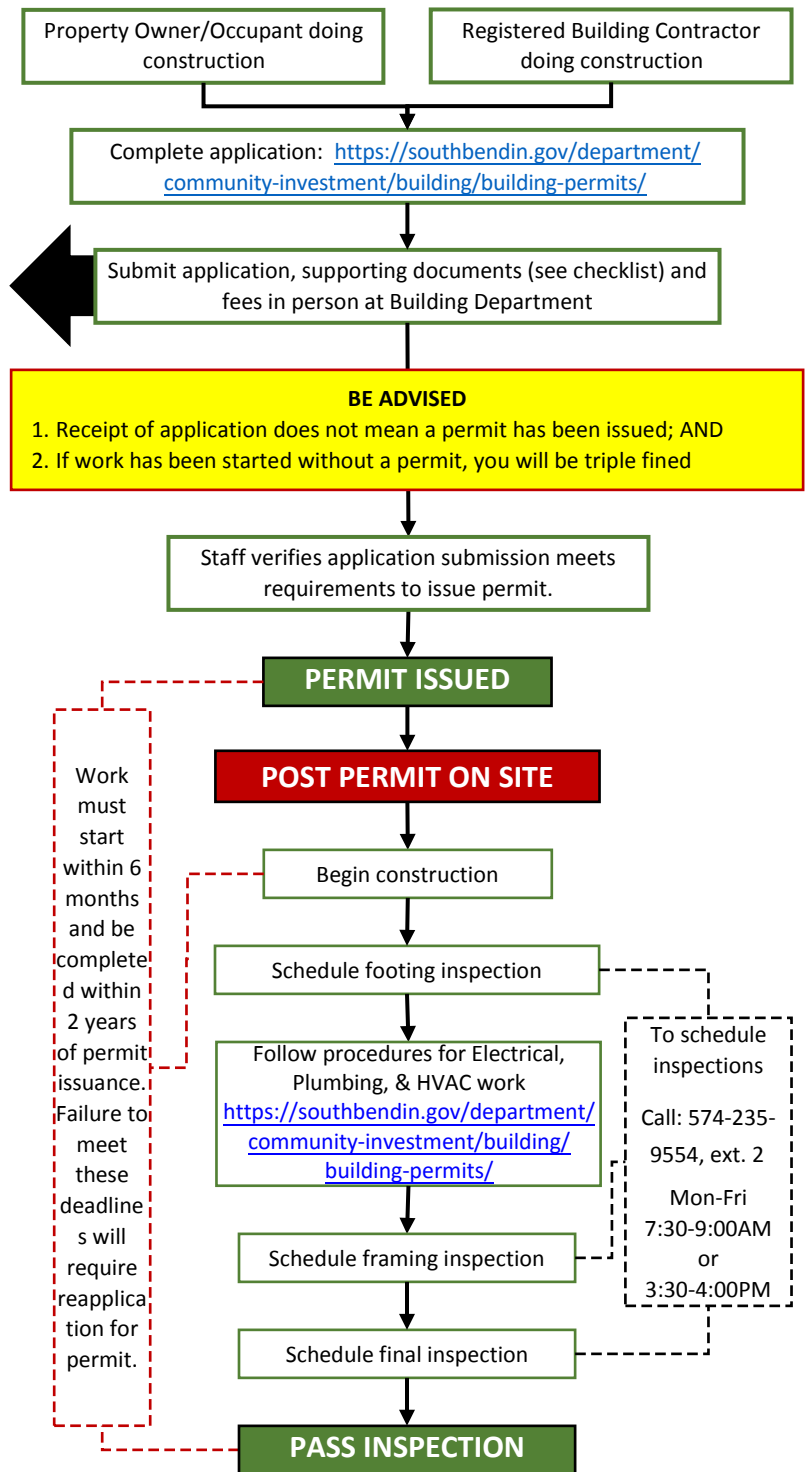 Property Owner/Occupant doing
construction
Registered Building Contractor
doing construction
Complete application: https://southbendin.gov/department/
community-investment/building/building-permits/
Submit application, supporting documents (see checklist) and
fees in person at Building Department
BE ADVISED
1. Receipt of application does not mean a permit has been issued; AND
2. If work has been started without a permit, you will be triple fined
Staff verifies application submission meets
requirements to issue permit.
PERMIT ISSUED
POST PERMIT ON SITE
Work
must
start
within 6
months
and be
complete
d within
2 years
of permit
issuance.
Failure to
meet
these
deadline
s will
require
reapplica
tion for
permit.
Begin construction
Schedule footing inspection
Follow procedures for Electrical,
Plumbing, & HVAC work
https://southbendin.gov/department/
community-investment/building/
building-permits/
To schedule
inspections
Call: 574-235-
9554, ext. 2
Mon-Fri
7:30-9:00AM
or
3:30-4:00PM
Schedule framing inspection
Schedule final inspection
PASS INSPECTION